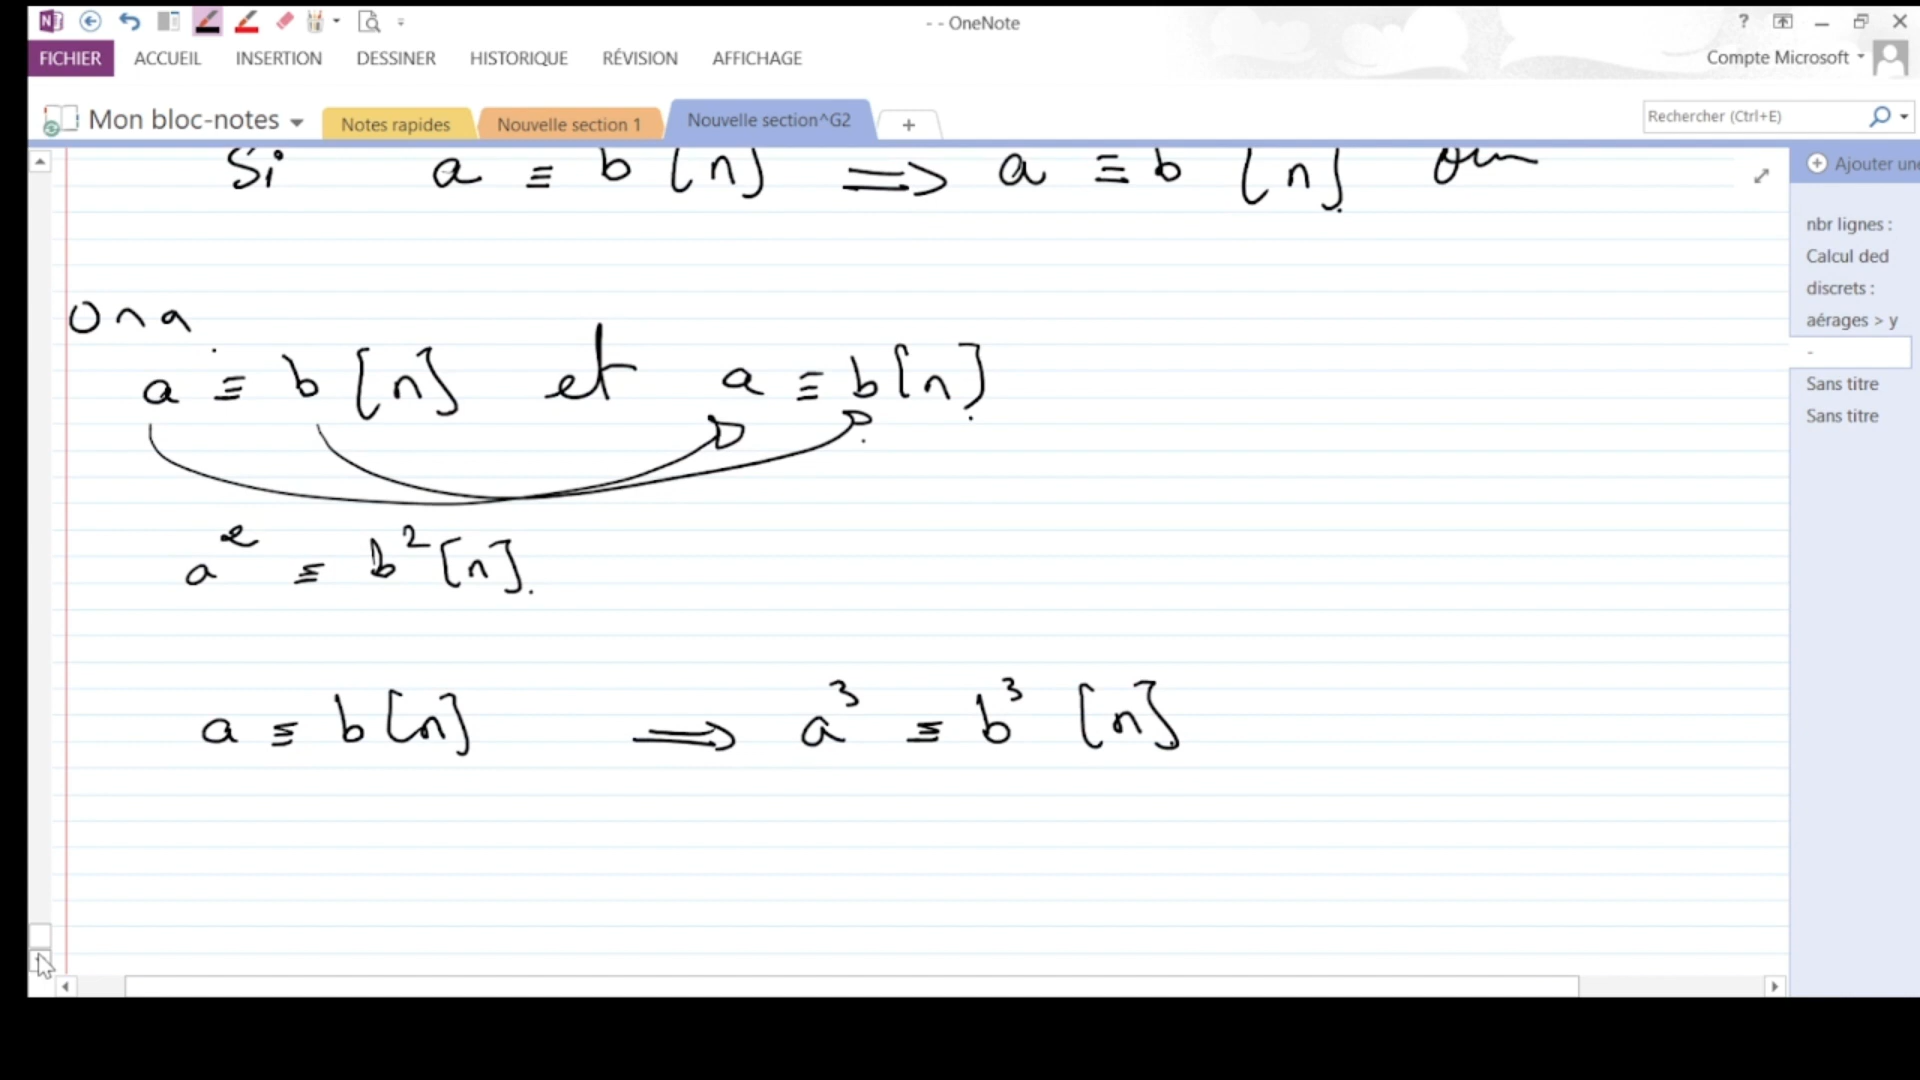 - - OneNote
?
FICHIER ACCUEIL INSERTION DESSINER HISTORIQUE RÉVISION AFFICHAGE
Compte Microsoft
Mon bloc-notes Notes rapides Nouvelle section 1 Nouvelle section^G2 +
Rechercher (Ctrl+E)
Ajouter une
nbr lignes :
Calcul ded
discrets :
aérages > y
-
Sans titre
Sans titre
Si a ≡ b [n] ⟹ a ≡ b [n]
On a
a ≡ b [n] et a ≡ b[n]
a² ≡ b² [n].
a ≡ b[n] ⟹ a³ ≡ b³ [n]